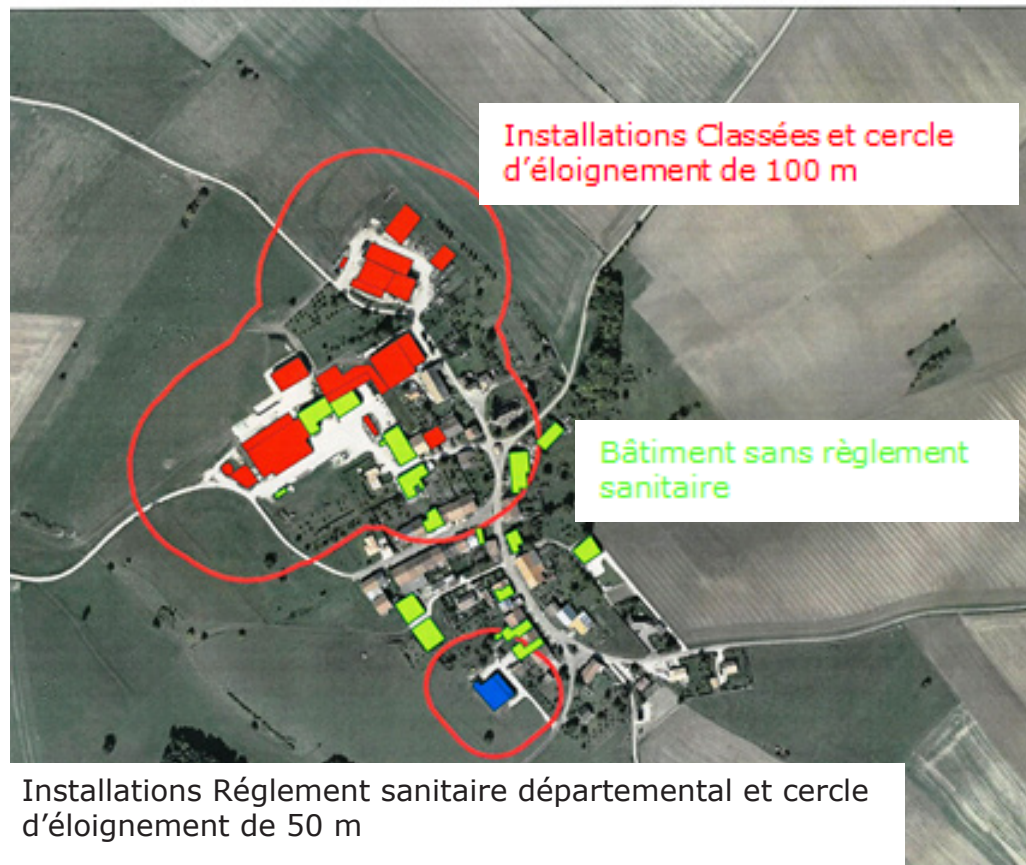 Installations Classées et cercle
d'éloignement de 100 m
Bâtiment sans règlement
sanitaire
Installations Réglement sanitaire départemental et cercle
d'éloignement de 50 m